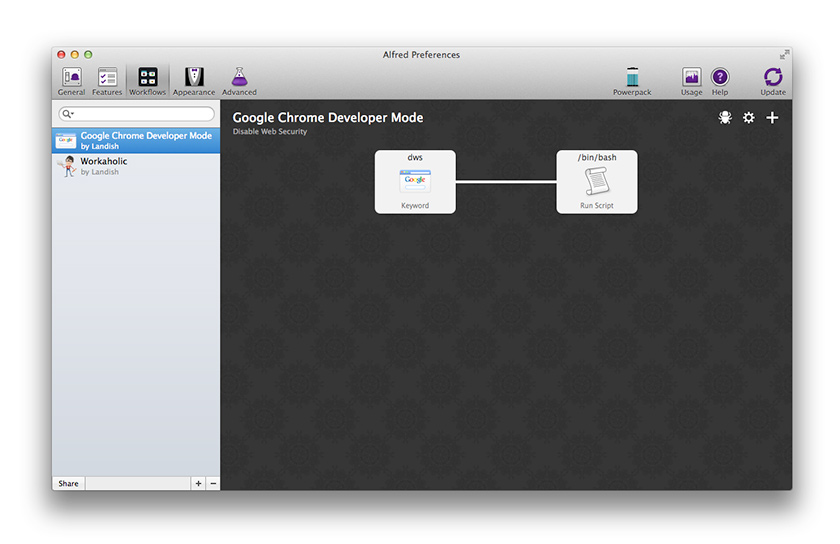 Alfred Preferences
General Features Workflows Appearance Advanced Powerpack Usage Help Update
Google Chrome Developer Mode
by Landish
Workaholic
by Landish
Share
Google Chrome Developer Mode
Disable Web Security
dws
Google
Keyword
/bin/bash
Run Script